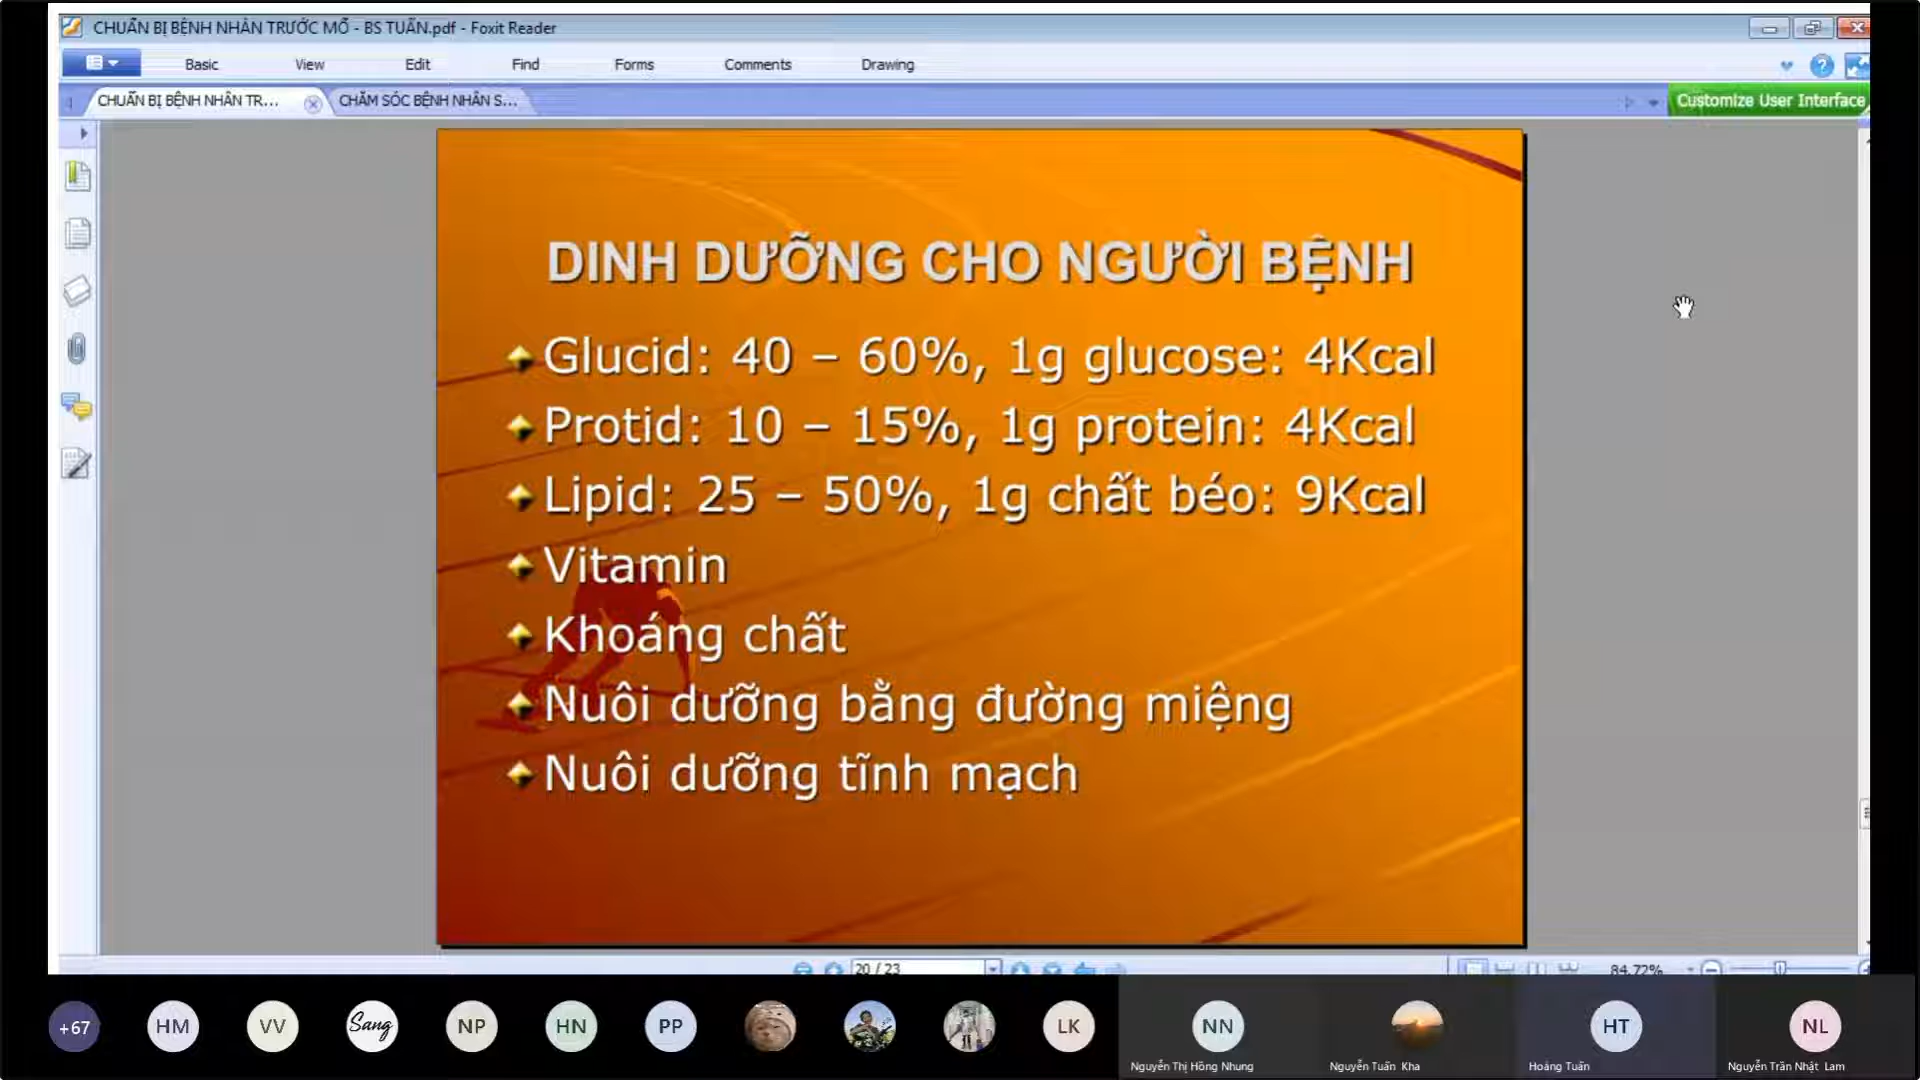 CHUẨN BỊ BỆNH NHÂN TRƯỚC MỔ - BS TUẤN.pdf - Foxit Reader
Basic View Edit Find Forms Comments Drawing
CHUẨN BỊ BỆNH NHÂN TR... CHĂM SÓC BỆNH NHÂN S... Customize User Interface
DINH DƯỠNG CHO NGƯỜI BỆNH
Glucid: 40 – 60%, 1g glucose: 4Kcal
Protid: 10 – 15%, 1g protein: 4Kcal
Lipid: 25 – 50%, 1g chất béo: 9Kcal
Vitamin
Khoáng chất
Nuôi dưỡng bằng đường miệng
Nuôi dưỡng tĩnh mạch
20 / 23 84.72%
+67 HM VV Sang NP HN PP LK NN HT NL
Nguyễn Thị Hồng Nhung Nguyễn Tuấn Kha Hoảng Tuấn Nguyễn Trần Nhật Lam